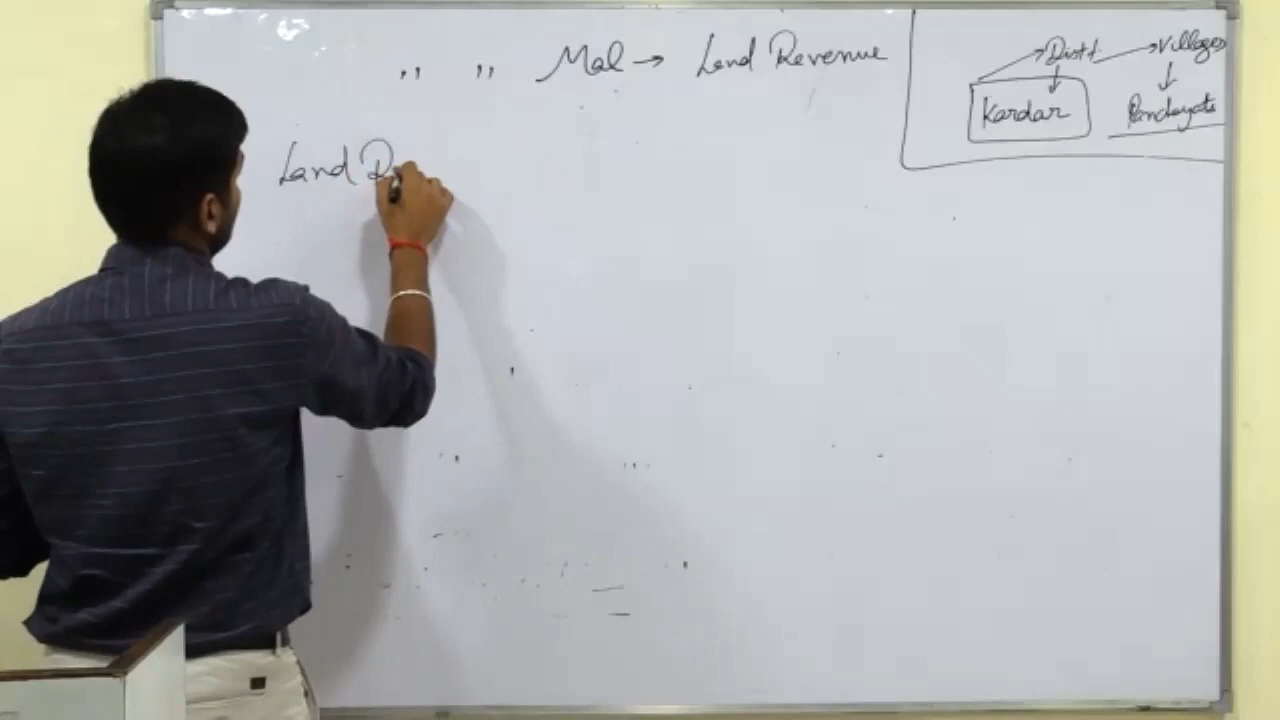 " " Mal → Land Revenue
Land R
→ Distt → Villages
↓ ↓
Kardar Panchayats